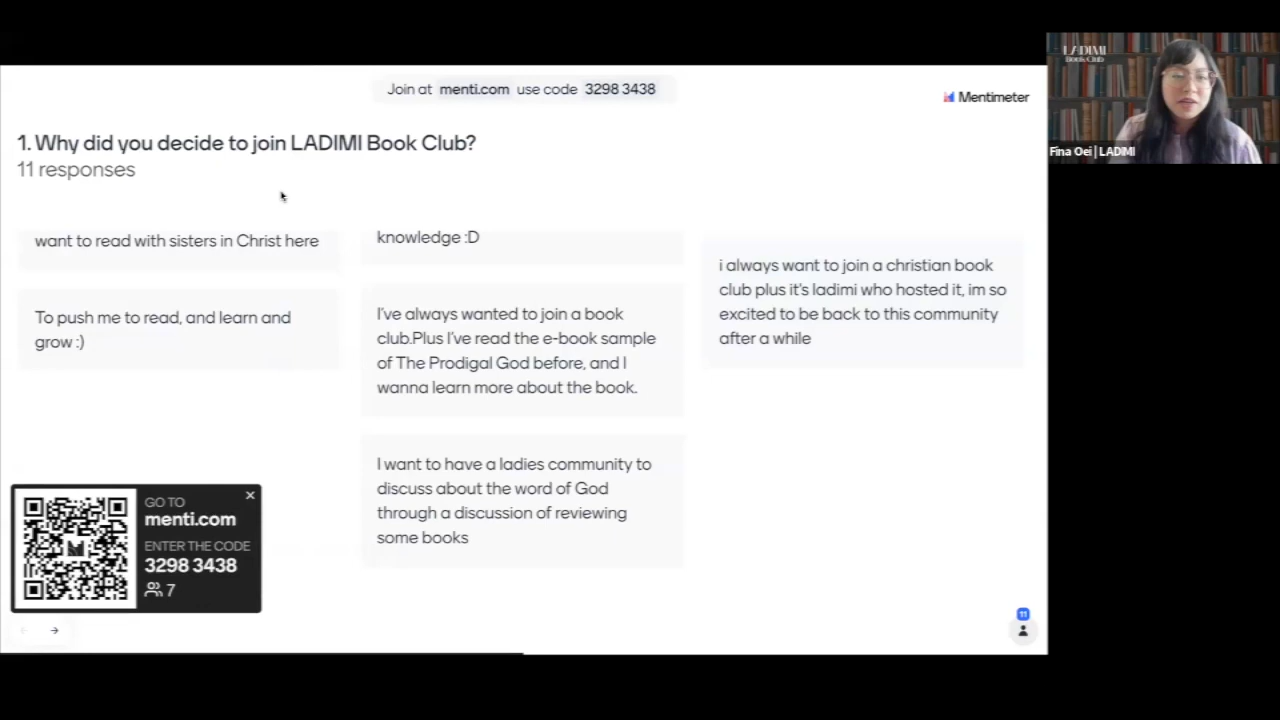 Join at menti.com use code 3298 3438
Mentimeter
1. Why did you decide to join LADIMI Book Club?
11 responses
want to read with sisters in Christ here
To push me to read, and learn and
grow :)
knowledge :D
I've always wanted to join a book
club.Plus I've read the e-book sample
of The Prodigal God before, and I
wanna learn more about the book.
I want to have a ladies community to
discuss about the word of God
through a discussion of reviewing
some books
i always want to join a christian book
club plus it's ladimi who hosted it, im so
excited to be back to this community
after a while
GO TO
menti.com
ENTER THE CODE
3298 3438
7
11
LADIMI
Book Club
Fina Oei | LADIMI